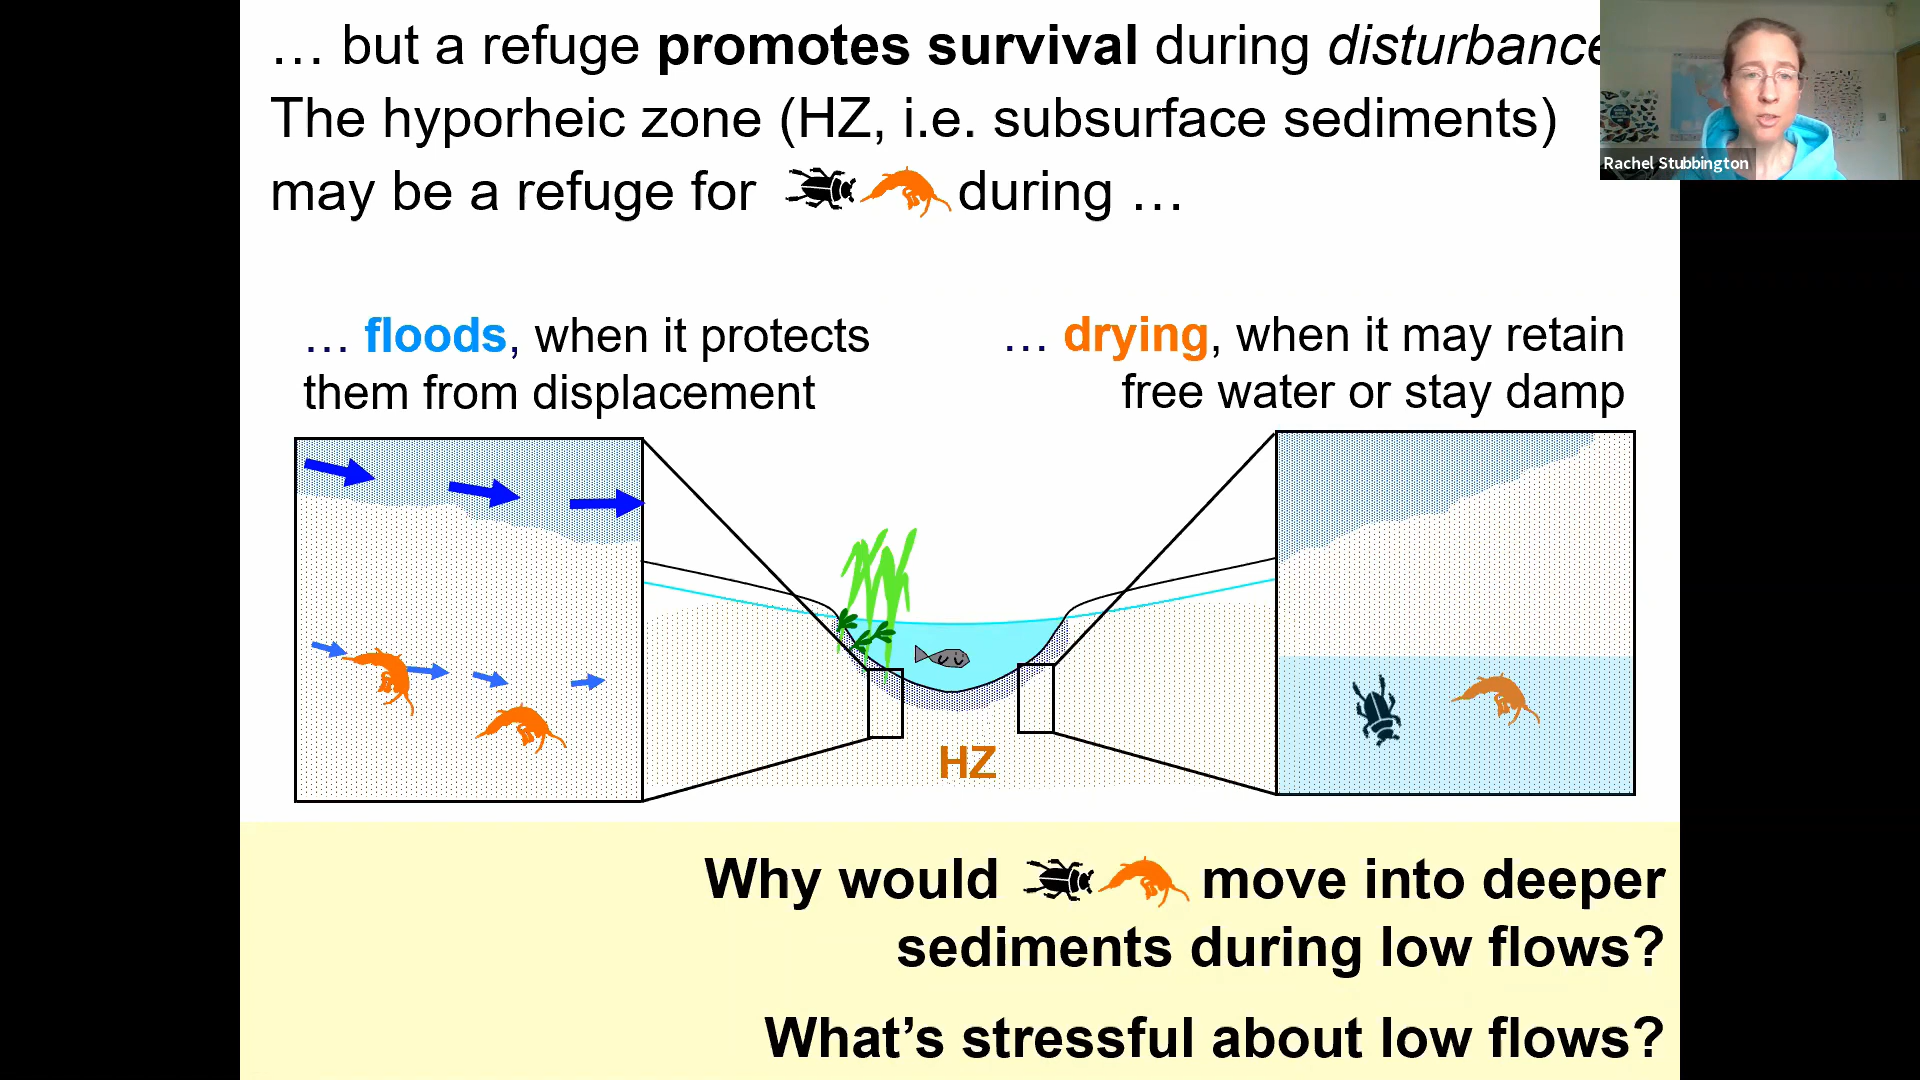 … but a refuge promotes survival during disturbance
The hyporheic zone (HZ, i.e. subsurface sediments)
may be a refuge for during …
Rachel Stubbington
… floods, when it protects
them from displacement
… drying, when it may retain
free water or stay damp
HZ
Why would move into deeper
sediments during low flows?
What’s stressful about low flows?